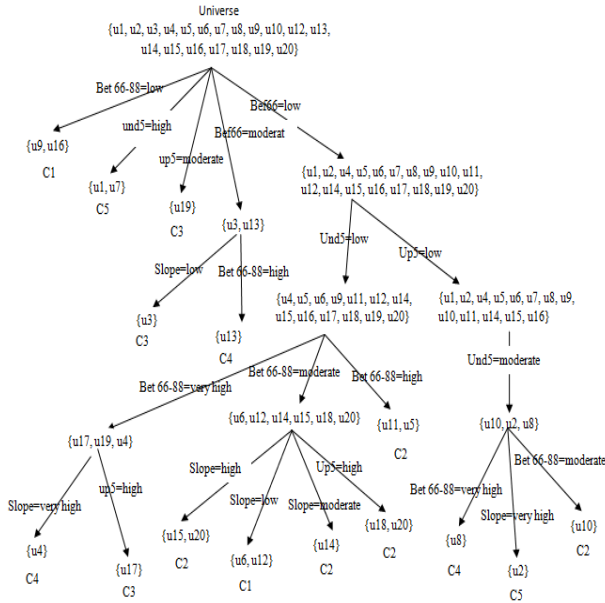 Universe
{u1, u2, u3, u4, u5, u6, u7, u8, u9, u10, u12, u13,
u14, u15, u16, u17, u18, u19, u20}
Bet 66-88=low
und5=high
up5=moderate
Bef66=moderat
Bef66=low
{u9, u16}
C1
{u1, u7}
C5
{u19}
C3
{u3, u13}
{u1, u2, u4, u5, u6, u7, u8, u9, u10, u11,
u12, u14, u15, u16, u17, u18, u19, u20}
Slope=low
Bet 66-88=high
Und5=low
Up5=low
{u3}
C3
{u13}
C4
{u4, u5, u6, u9, u11, u12, u14,
u15, u16, u17, u18, u19, u20}
{u1, u2, u4, u5, u6, u7, u8, u9,
u10, u11, u14, u15, u16}
Bet 66-88=very high
Bet 66-88=moderate
Bet 66-88=high
Und5=moderate
{u17, u19, u4}
{u6, u12, u14, u15, u18, u20}
{u11, u5}
C2
{u10, u2, u8}
Slope=very high
up5=high
Slope=high
Slope=low
Slope=moderate
Up5=high
Bet 66-88=very high
Slope=very high
Bet 66-88=moderate
{u4}
C4
{u17}
C3
{u15, u20}
C2
{u6, u12}
C1
{u14}
C2
{u18, u20}
C2
{u8}
C4
{u2}
C5
{u10}
C2